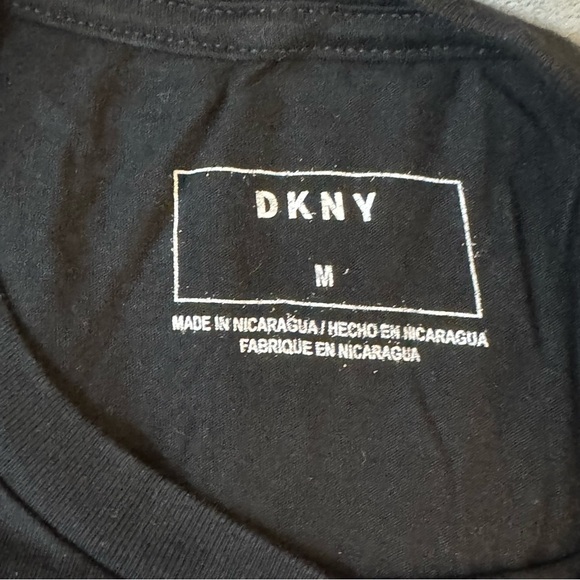 DKNY
M
MADE IN NICARAGUA / HECHO EN NICARAGUA
FABRIQUE EN NICARAGUA